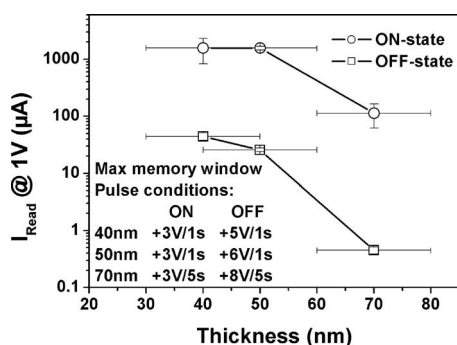 ON-state
OFF-state
I_Read @ 1V (μA)
1000
100
10
1
0.1
Max memory window
Pulse conditions:
ON OFF
40nm +3V/1s +5V/1s
50nm +3V/1s +6V/1s
70nm +3V/5s +8V/5s
20 30 40 50 60 70 80
Thickness (nm)